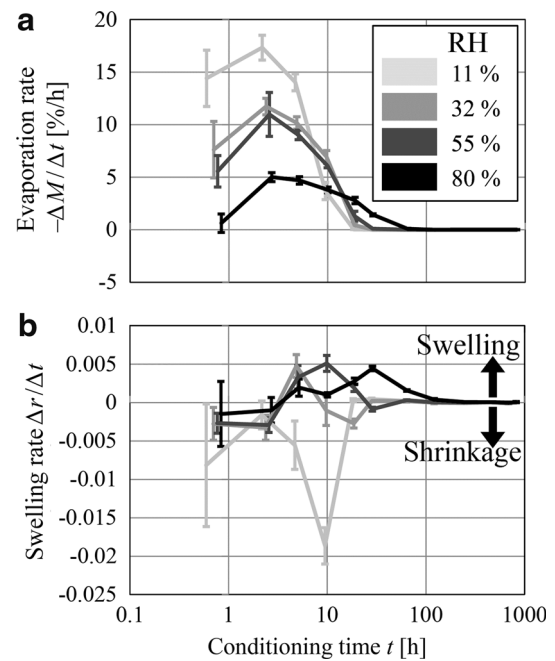 a
20
15
10
5
0
-5
Evaporation rate
−ΔM/Δt [%/h]
RH
11 %
32 %
55 %
80 %
b
0.01
0.005
0
-0.005
-0.01
-0.015
-0.02
-0.025
Swelling rate Δr/Δt
Swelling
Shrinkage
0.1
1
10
100
1000
Conditioning time t [h]